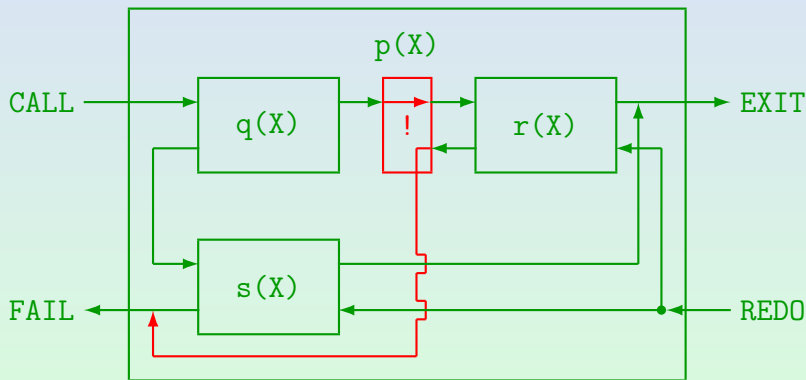 p(X)
CALL
q(X)
!
r(X)
EXIT
s(X)
FAIL
REDO